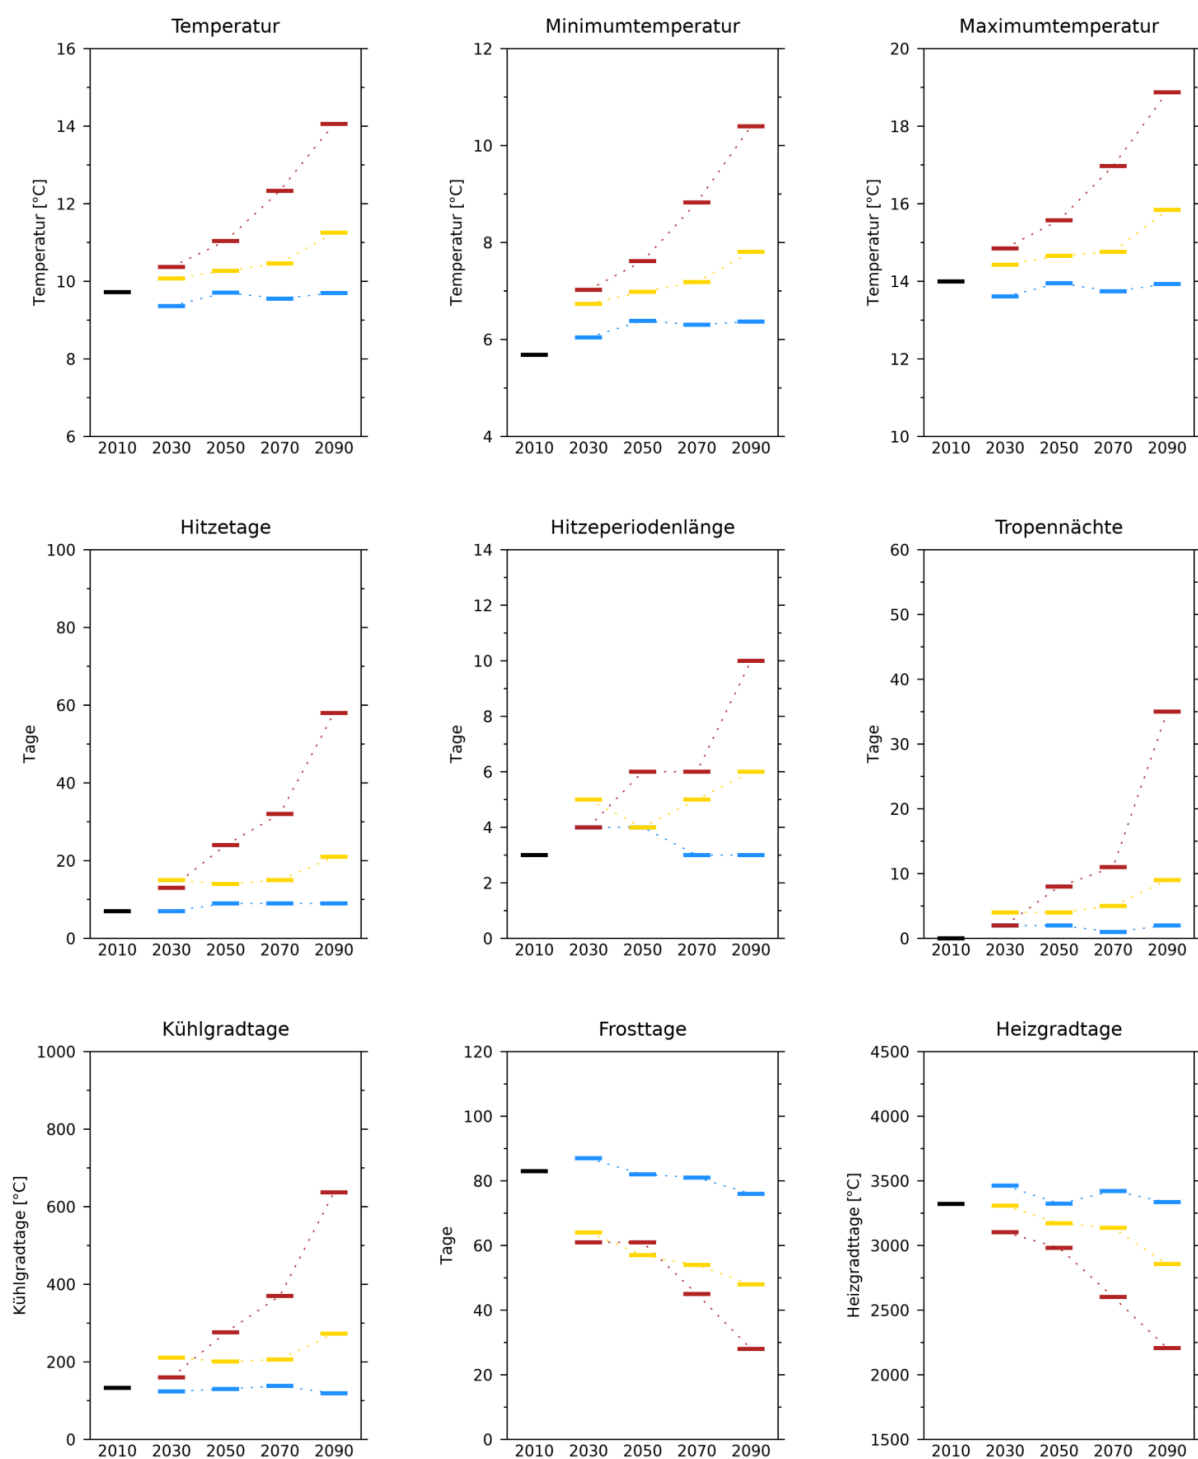 Temperatur
Minimumtemperatur
Maximumtemperatur
16
14
12
10
8
6
Temperatur [°C]
2010 2030 2050 2070 2090
12
10
8
6
4
Temperatur [°C]
2010 2030 2050 2070 2090
20
18
16
14
12
10
Temperatur [°C]
2010 2030 2050 2070 2090
Hitzetage
Hitzeperiodenlänge
Tropennächte
100
80
60
40
20
0
Tage
2010 2030 2050 2070 2090
14
12
10
8
6
4
2
0
Tage
2010 2030 2050 2070 2090
60
50
40
30
20
10
0
Tage
2010 2030 2050 2070 2090
Kühlgradtage
Frosttage
Heizgradtage
1000
800
600
400
200
0
Kühlgradtage [°C]
2010 2030 2050 2070 2090
120
100
80
60
40
20
0
Tage
2010 2030 2050 2070 2090
4500
4000
3500
3000
2500
2000
1500
Heizgradttage [°C]
2010 2030 2050 2070 2090